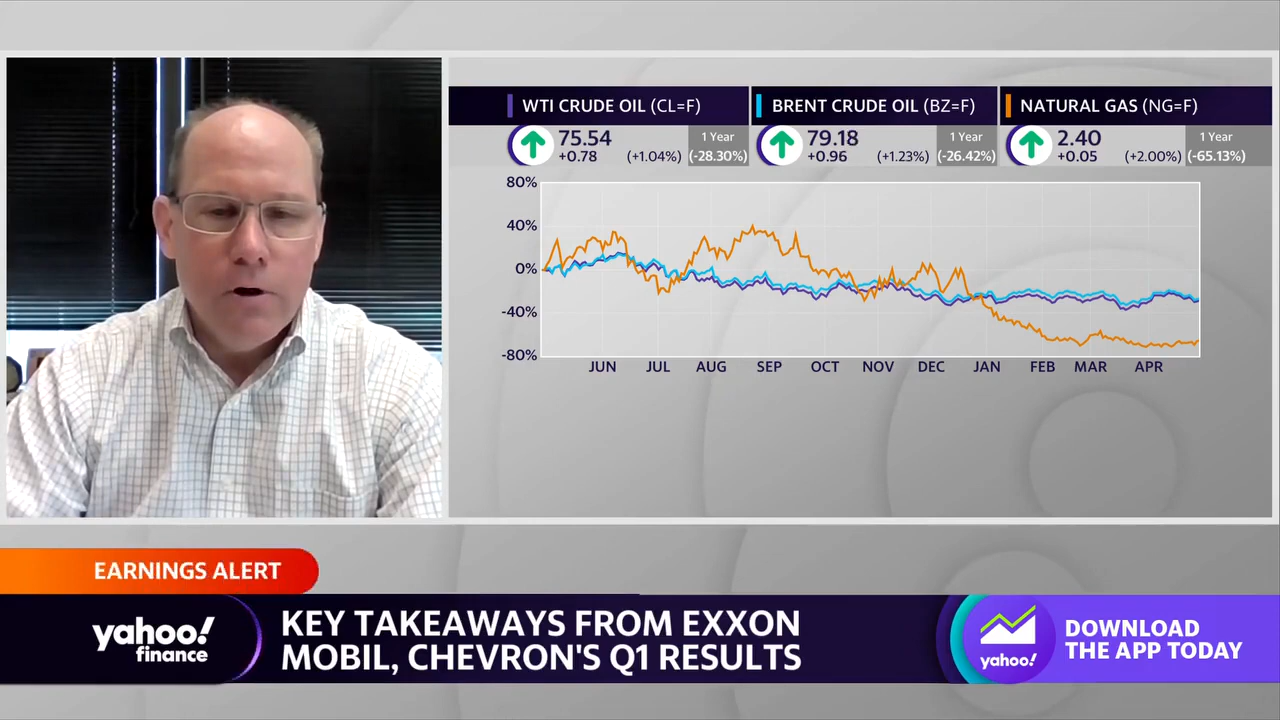 WTI CRUDE OIL (CL=F)
75.54
+0.78 (+1.04%)
1 Year
(-28.30%)
BRENT CRUDE OIL (BZ=F)
79.18
+0.96 (+1.23%)
1 Year
(-26.42%)
NATURAL GAS (NG=F)
2.40
+0.05 (+2.00%)
1 Year
(-65.13%)
80%
40%
0%
-40%
-80%
JUN JUL AUG SEP OCT NOV DEC JAN FEB MAR APR
EARNINGS ALERT
yahoo!
finance
KEY TAKEAWAYS FROM EXXON
MOBIL, CHEVRON'S Q1 RESULTS
yahoo!
DOWNLOAD
THE APP TODAY